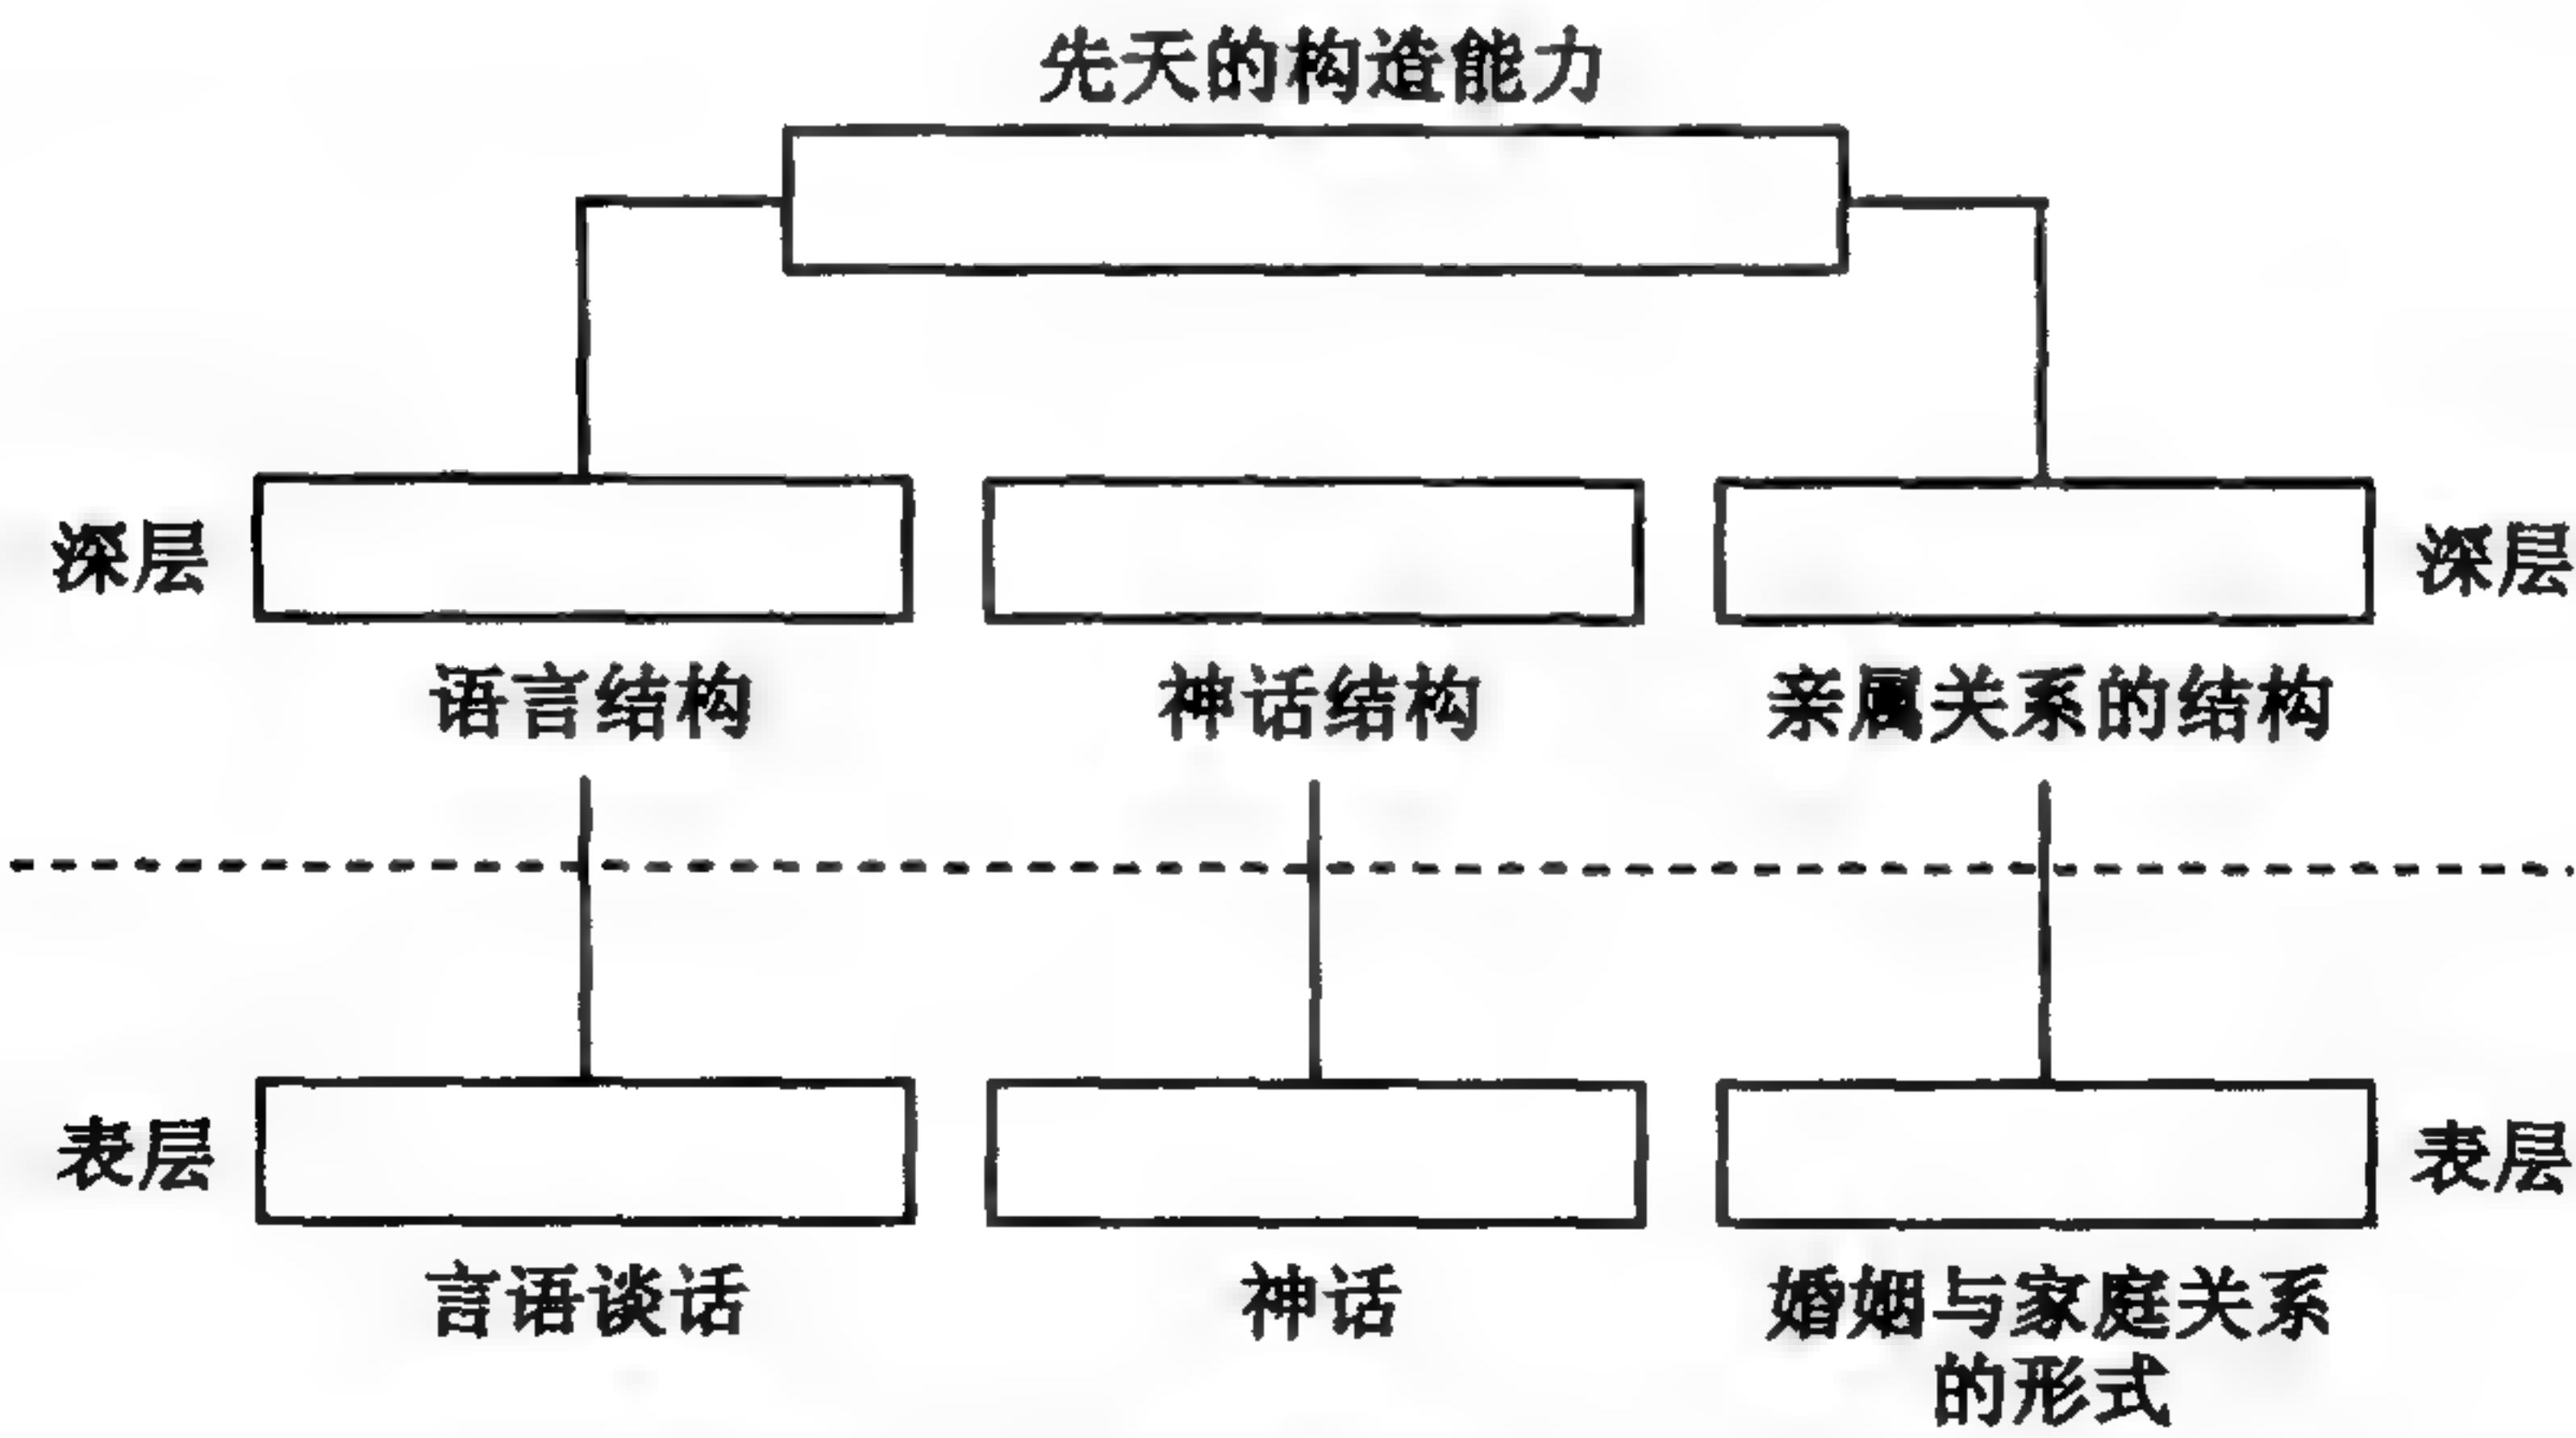 先天的构造能力
深层
深层
语言结构
神话结构
亲属关系的结构
表层
表层
言语谈话
神话
婚姻与家庭关系
的形式